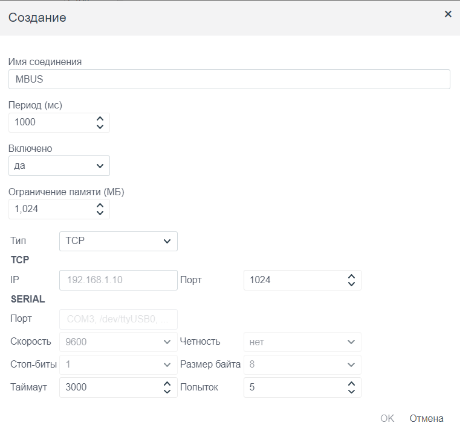 Создание
Имя соединения
MBUS
Период (мс)
1000
Включено
да
Ограничение памяти (МБ)
1,024
Тип TCP
TCP
IP 192.168.1.10 Порт 1024
SERIAL
Порт COM3, /dev/ttyUSB0,
Скорость 9600 Четность нет
Стоп-биты 1 Размер байта 8
Таймаут 3000 Попыток 5
OK Отмена